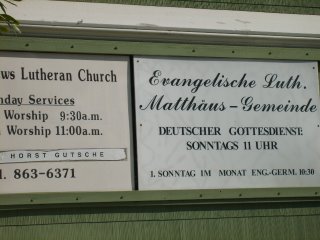 ws Lutheran Church
nday Services
Worship 9:30a.m.
n Worship 11:00a.m.
HORST GUTSCHE
1. 863-6371
Evangelische Luth.
Matthäus-Gemeinde
DEUTSCHER GOTTESDIENST:
SONNTAGS 11 UHR
1. SONNTAG IM MONAT ENG.-GERM. 10:30